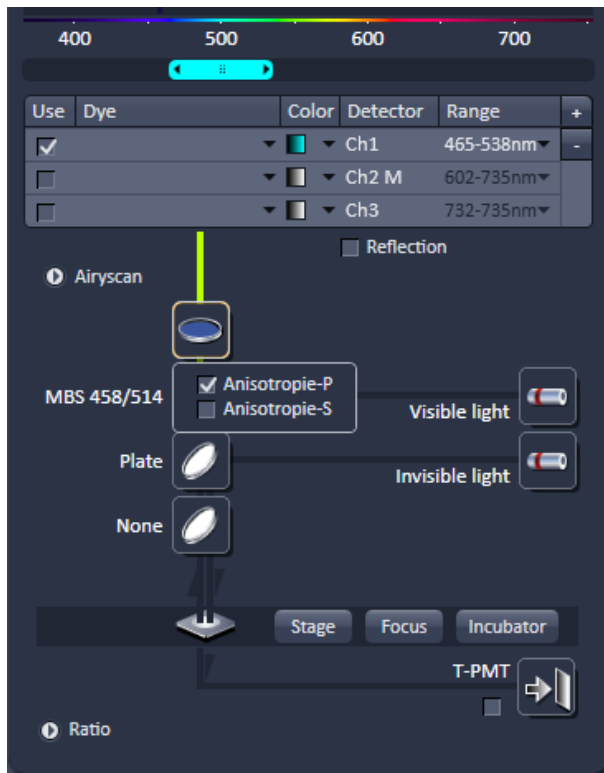 400 500 600 700
Use Dye Color Detector Range +
Ch1 465-538nm -
Ch2 M 602-735nm
Ch3 732-735nm
Reflection
Airyscan
Anisotropie-P
MBS 458/514
Anisotropie-S
Visible light
Plate
Invisible light
None
Stage Focus Incubator
T-PMT
Ratio